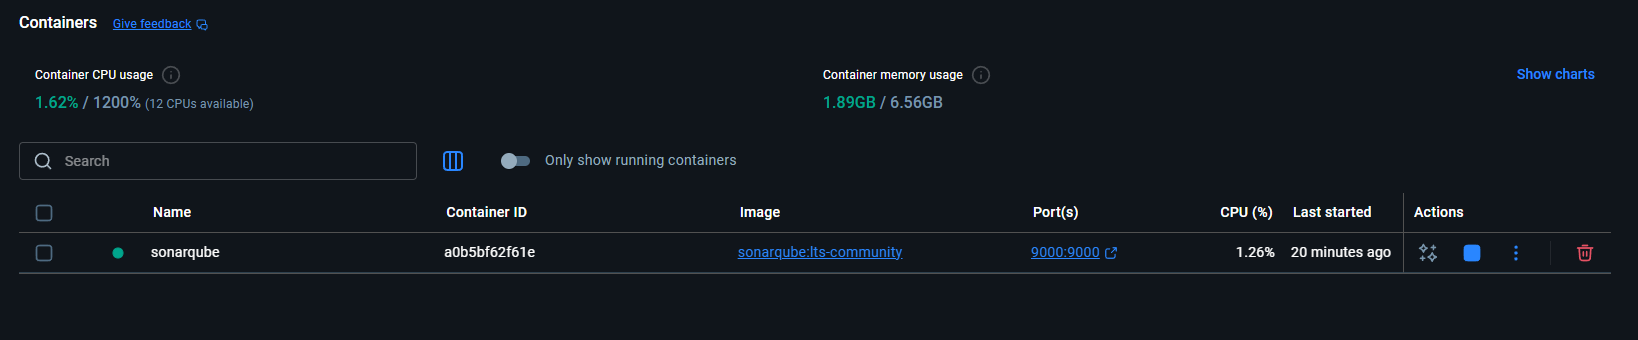 Containers Give feedback
Container CPU usage
1.62% / 1200% (12 CPUs available)
Container memory usage
1.89GB / 6.56GB
Show charts
Search
Only show running containers
Name Container ID Image Port(s) CPU (%) Last started Actions
sonarqube a0b5bf62f61e sonarqube:lts-community 9000:9000 1.26% 20 minutes ago